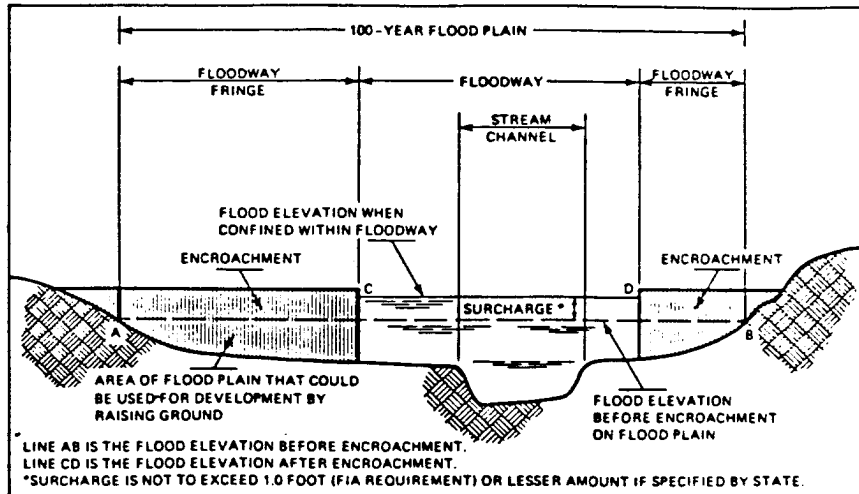 100-YEAR FLOOD PLAIN
FLOODWAY
FRINGE
FLOODWAY
FLOODWAY
FRINGE
STREAM
CHANNEL
FLOOD ELEVATION WHEN
CONFINED WITHIN FLOODWAY
ENCROACHMENT
ENCROACHMENT
C
D
SURCHARGE*
A
B
AREA OF FLOOD PLAIN THAT COULD
BE USED FOR DEVELOPMENT BY
RAISING GROUND
FLOOD ELEVATION
BEFORE ENCROACHMENT
ON FLOOD PLAIN
LINE AB IS THE FLOOD ELEVATION BEFORE ENCROACHMENT.
LINE CD IS THE FLOOD ELEVATION AFTER ENCROACHMENT.
*SURCHARGE IS NOT TO EXCEED 1.0 FOOT (FIA REQUIREMENT) OR LESSER AMOUNT IF SPECIFIED BY STATE.